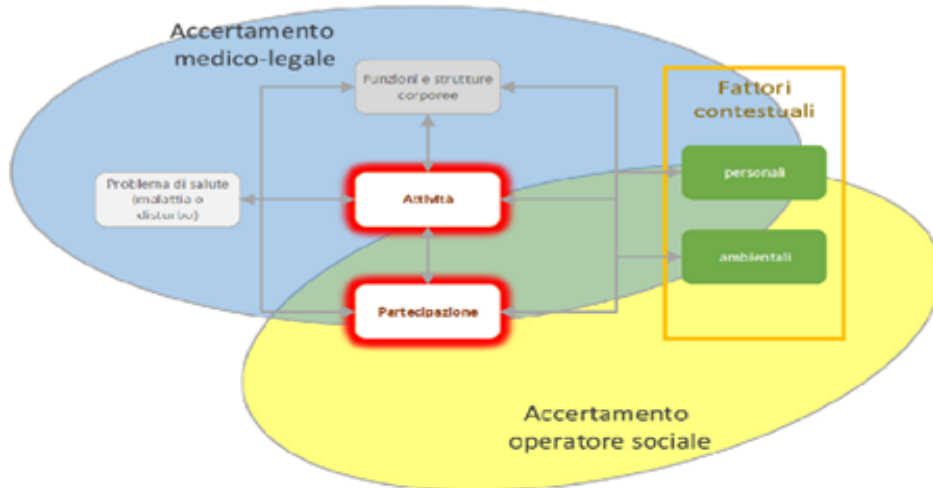 Accertamento
medico-legale
Funzioni e strutture
corporee
Fattori
contestuali
Problema di salute
(malattia o
disturbo)
Attività
personali
ambientali
Partecipazione
Accertamento
operatore sociale